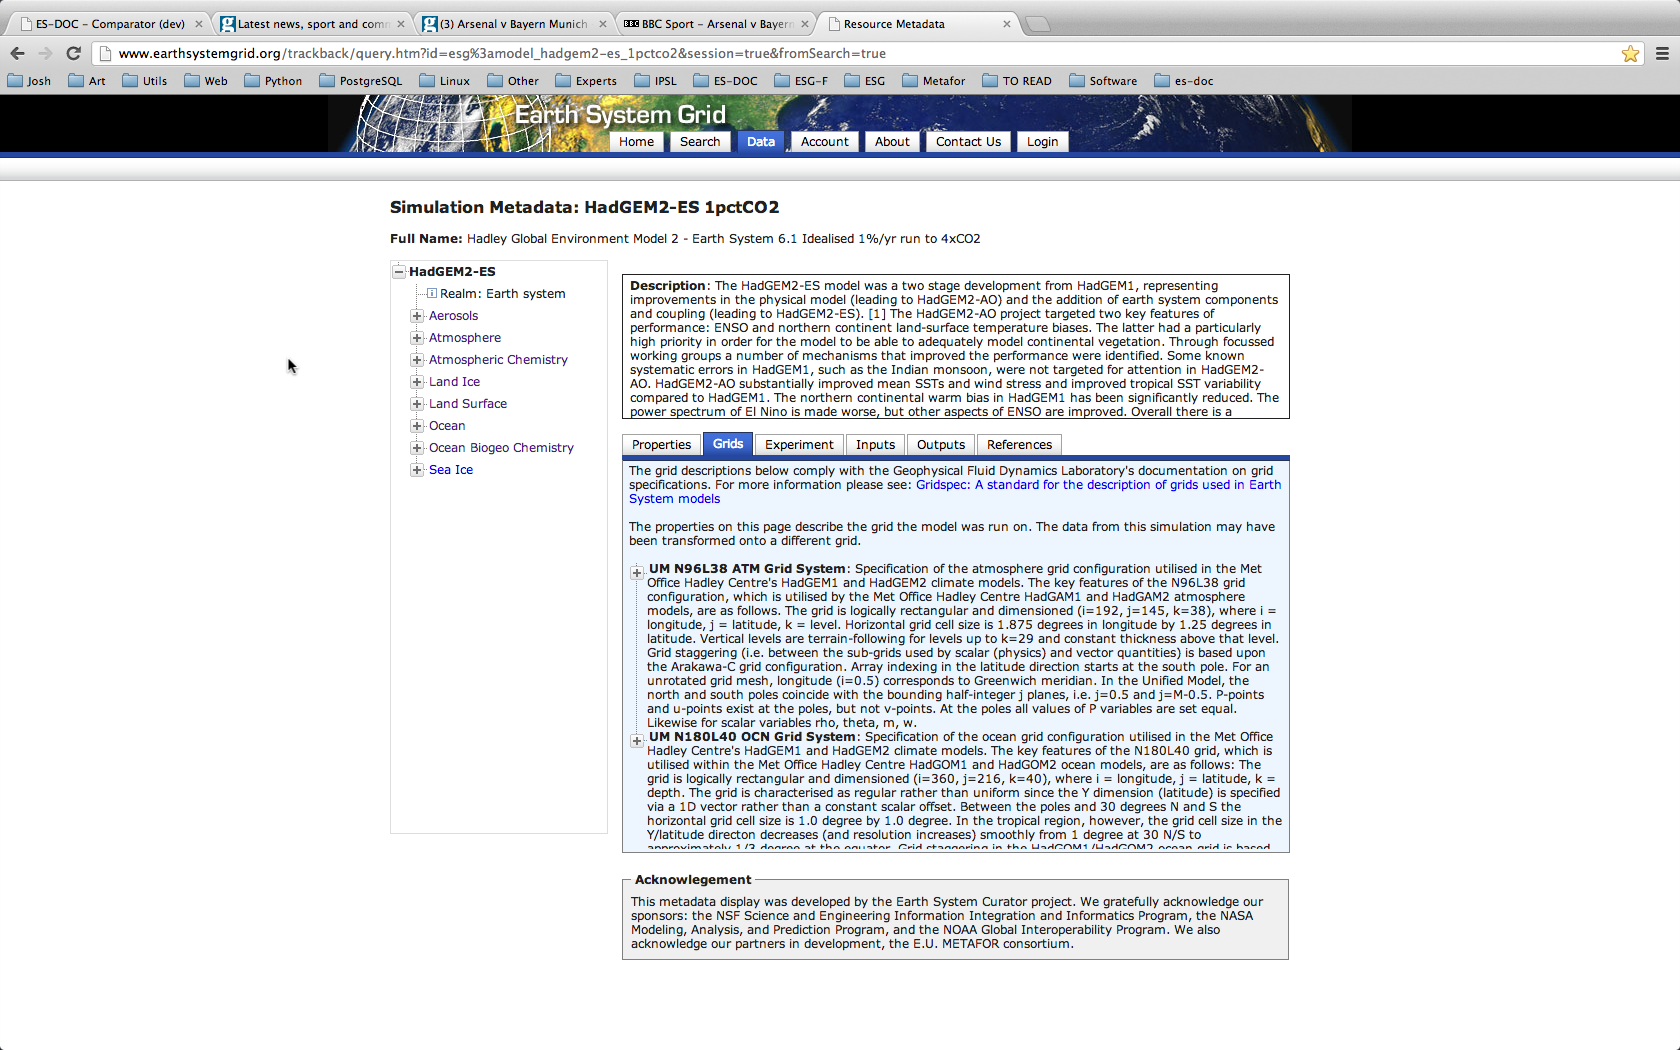 ES-DOC – Comparator (dev)
Latest news, sport and comm
(3) Arsenal v Bayern Munich
BBC Sport – Arsenal v Bayern
Resource Metadata
www.earthsystemgrid.org/trackback/query.htm?id=esg%3amodel_hadgem2-es_1pctco2&session=true&fromSearch=true
Josh Art Utils Web Python PostgreSQL Linux Other Experts IPSL ES-DOC ESG-F ESG Metafor TO READ Software es-doc
Earth System Grid
Home Search Data Account About Contact Us Login
Simulation Metadata: HadGEM2-ES 1pctCO2
Full Name: Hadley Global Environment Model 2 - Earth System 6.1 Idealised 1%/yr run to 4xCO2
HadGEM2-ES
Realm: Earth system
Aerosols
Atmosphere
Atmospheric Chemistry
Land Ice
Land Surface
Ocean
Ocean Biogeo Chemistry
Sea Ice
Description: The HadGEM2-ES model was a two stage development from HadGEM1, representing
improvements in the physical model (leading to HadGEM2-AO) and the addition of earth system components
and coupling (leading to HadGEM2-ES). [1] The HadGEM2-AO project targeted two key features of
performance: ENSO and northern continent land-surface temperature biases. The latter had a particularly
high priority in order for the model to be able to adequately model continental vegetation. Through focussed
working groups a number of mechanisms that improved the performance were identified. Some known
systematic errors in HadGEM1, such as the Indian monsoon, were not targeted for attention in HadGEM2-
AO. HadGEM2-AO substantially improved mean SSTs and wind stress and improved tropical SST variability
compared to HadGEM1. The northern continental warm bias in HadGEM1 has been significantly reduced. The
power spectrum of El Nino is made worse, but other aspects of ENSO are improved. Overall there is a
Properties Grids Experiment Inputs Outputs References
The grid descriptions below comply with the Geophysical Fluid Dynamics Laboratory's documentation on grid
specifications. For more information please see: Gridspec: A standard for the description of grids used in Earth
System models
The properties on this page describe the grid the model was run on. The data from this simulation may have
been transformed onto a different grid.
UM N96L38 ATM Grid System: Specification of the atmosphere grid configuration utilised in the Met
Office Hadley Centre's HadGEM1 and HadGEM2 climate models. The key features of the N96L38 grid
configuration, which is utilised by the Met Office Hadley Centre HadGAM1 and HadGAM2 atmosphere
models, are as follows. The grid is logically rectangular and dimensioned (i=192, j=145, k=38), where i =
longitude, j = latitude, k = level. Horizontal grid cell size is 1.875 degrees in longitude by 1.25 degrees in
latitude. Vertical levels are terrain-following for levels up to k=29 and constant thickness above that level.
Grid staggering (i.e. between the sub-grids used by scalar (physics) and vector quantities) is based upon
the Arakawa-C grid configuration. Array indexing in the latitude direction starts at the south pole. For an
unrotated grid mesh, longitude (i=0.5) corresponds to Greenwich meridian. In the Unified Model, the
north and south poles coincide with the bounding half-integer j planes, i.e. j=0.5 and j=M-0.5. P-points
and u-points exist at the poles, but not v-points. At the poles all values of P variables are set equal.
Likewise for scalar variables rho, theta, m, w.
UM N180L40 OCN Grid System: Specification of the ocean grid configuration utilised in the Met Office
Hadley Centre's HadGEM1 and HadGEM2 climate models. The key features of the N180L40 grid, which is
utilised within the Met Office Hadley Centre HadGOM1 and HadGOM2 ocean models, are as follows: The
grid is logically rectangular and dimensioned (i=360, j=216, k=40), where i = longitude, j = latitude, k =
depth. The grid is characterised as regular rather than uniform since the Y dimension (latitude) is specified
via a 1D vector rather than a constant scalar offset. Between the poles and 30 degrees N and S the
horizontal grid cell size is 1.0 degree by 1.0 degree. In the tropical region, however, the grid cell size in the
Y/latitude directon decreases (and resolution increases) smoothly from 1 degree at 30 N/S to
approximately 1/3 degree at the equator. Grid staggering in the HadGOM1/HadGOM2 ocean grid is based
Acknowlegement
This metadata display was developed by the Earth System Curator project. We gratefully acknowledge our
sponsors: the NSF Science and Engineering Information Integration and Informatics Program, the NASA
Modeling, Analysis, and Prediction Program, and the NOAA Global Interoperability Program. We also
acknowledge our partners in development, the E.U. METAFOR consortium.